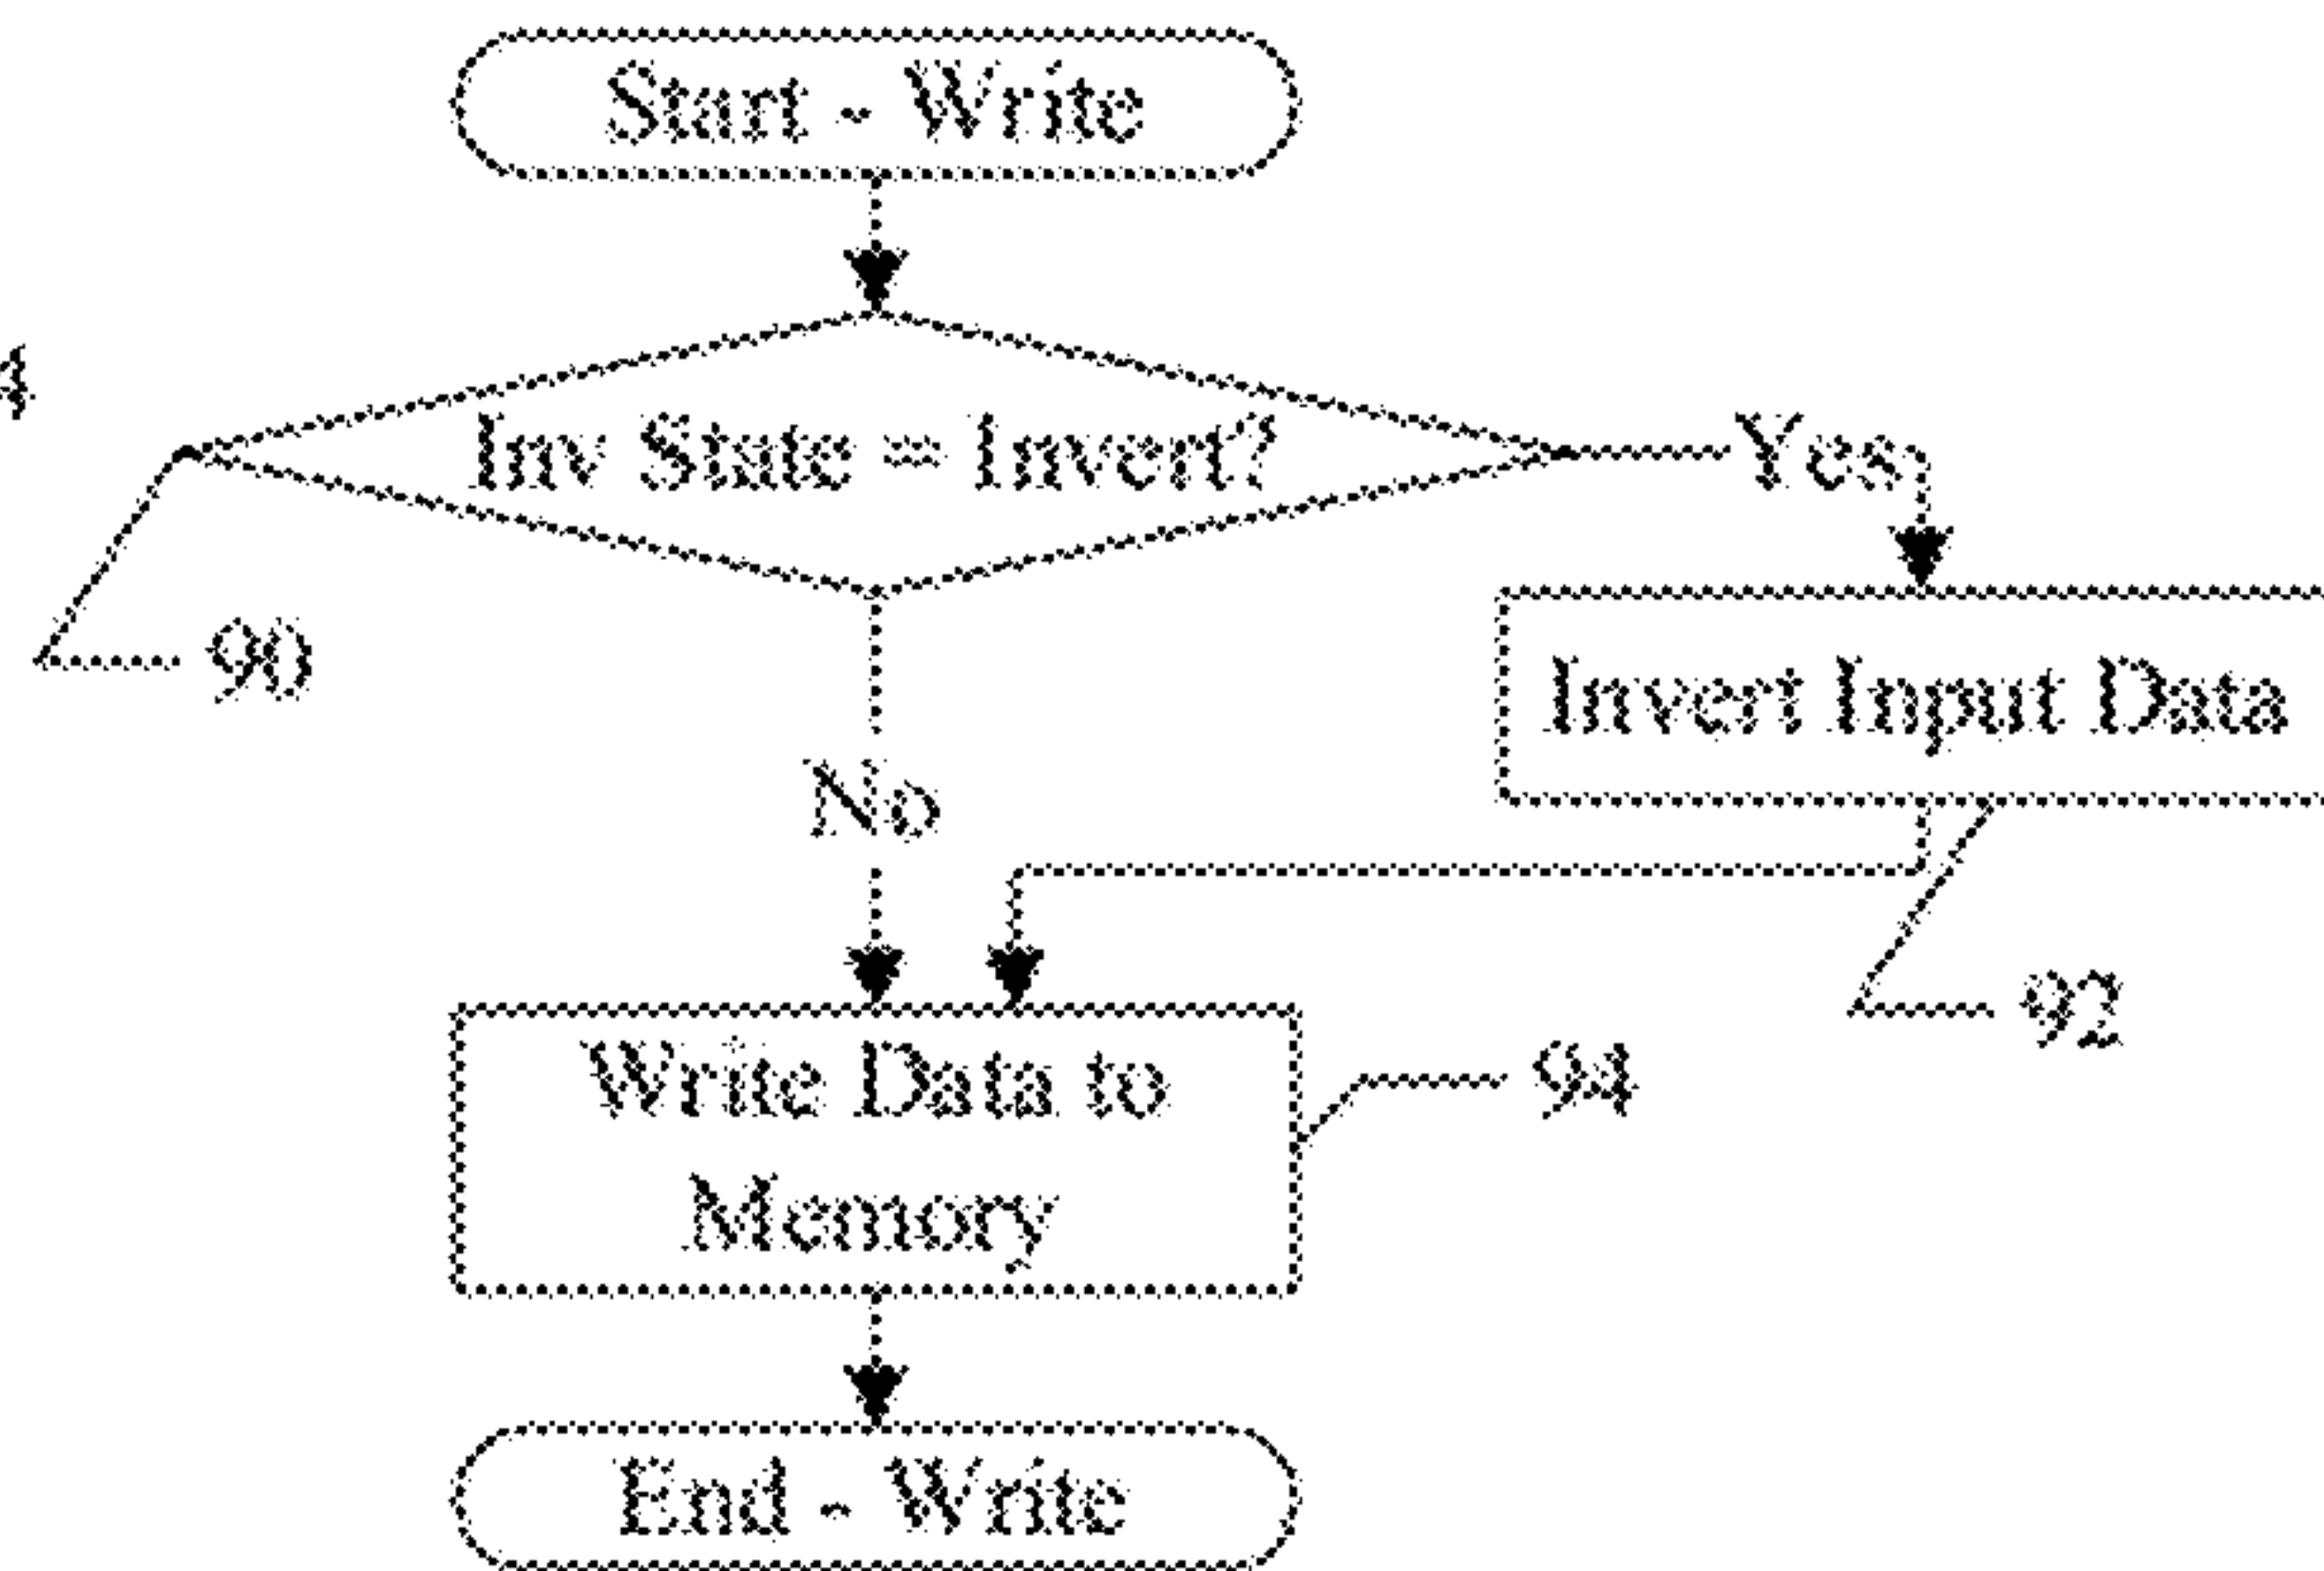 Start - Write
4
Inv State = Invert?
Yes
90
Invert Input Data
No
92
Write Data to
Memory
94
End - Write